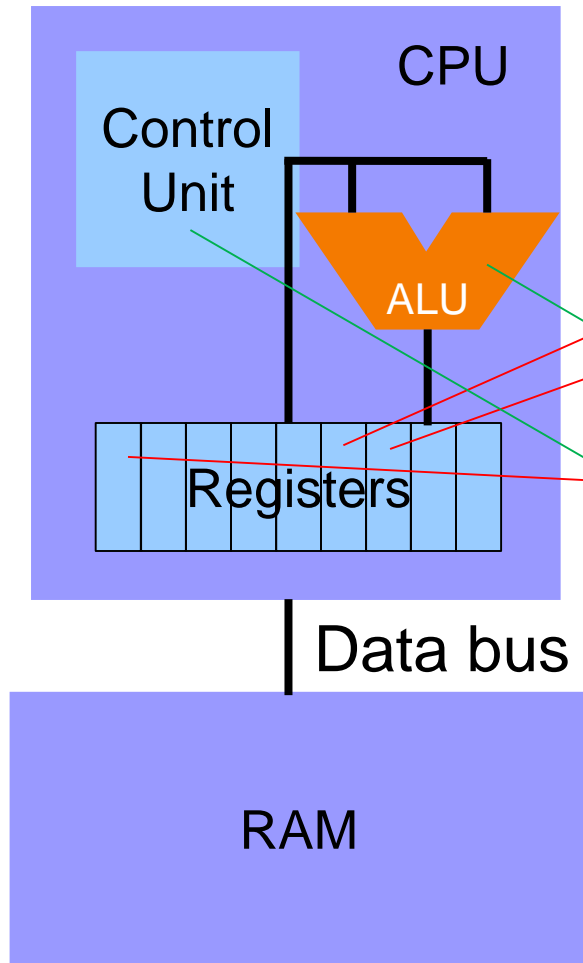 CPU
Control
Unit
ALU
Registers
Data bus
RAM